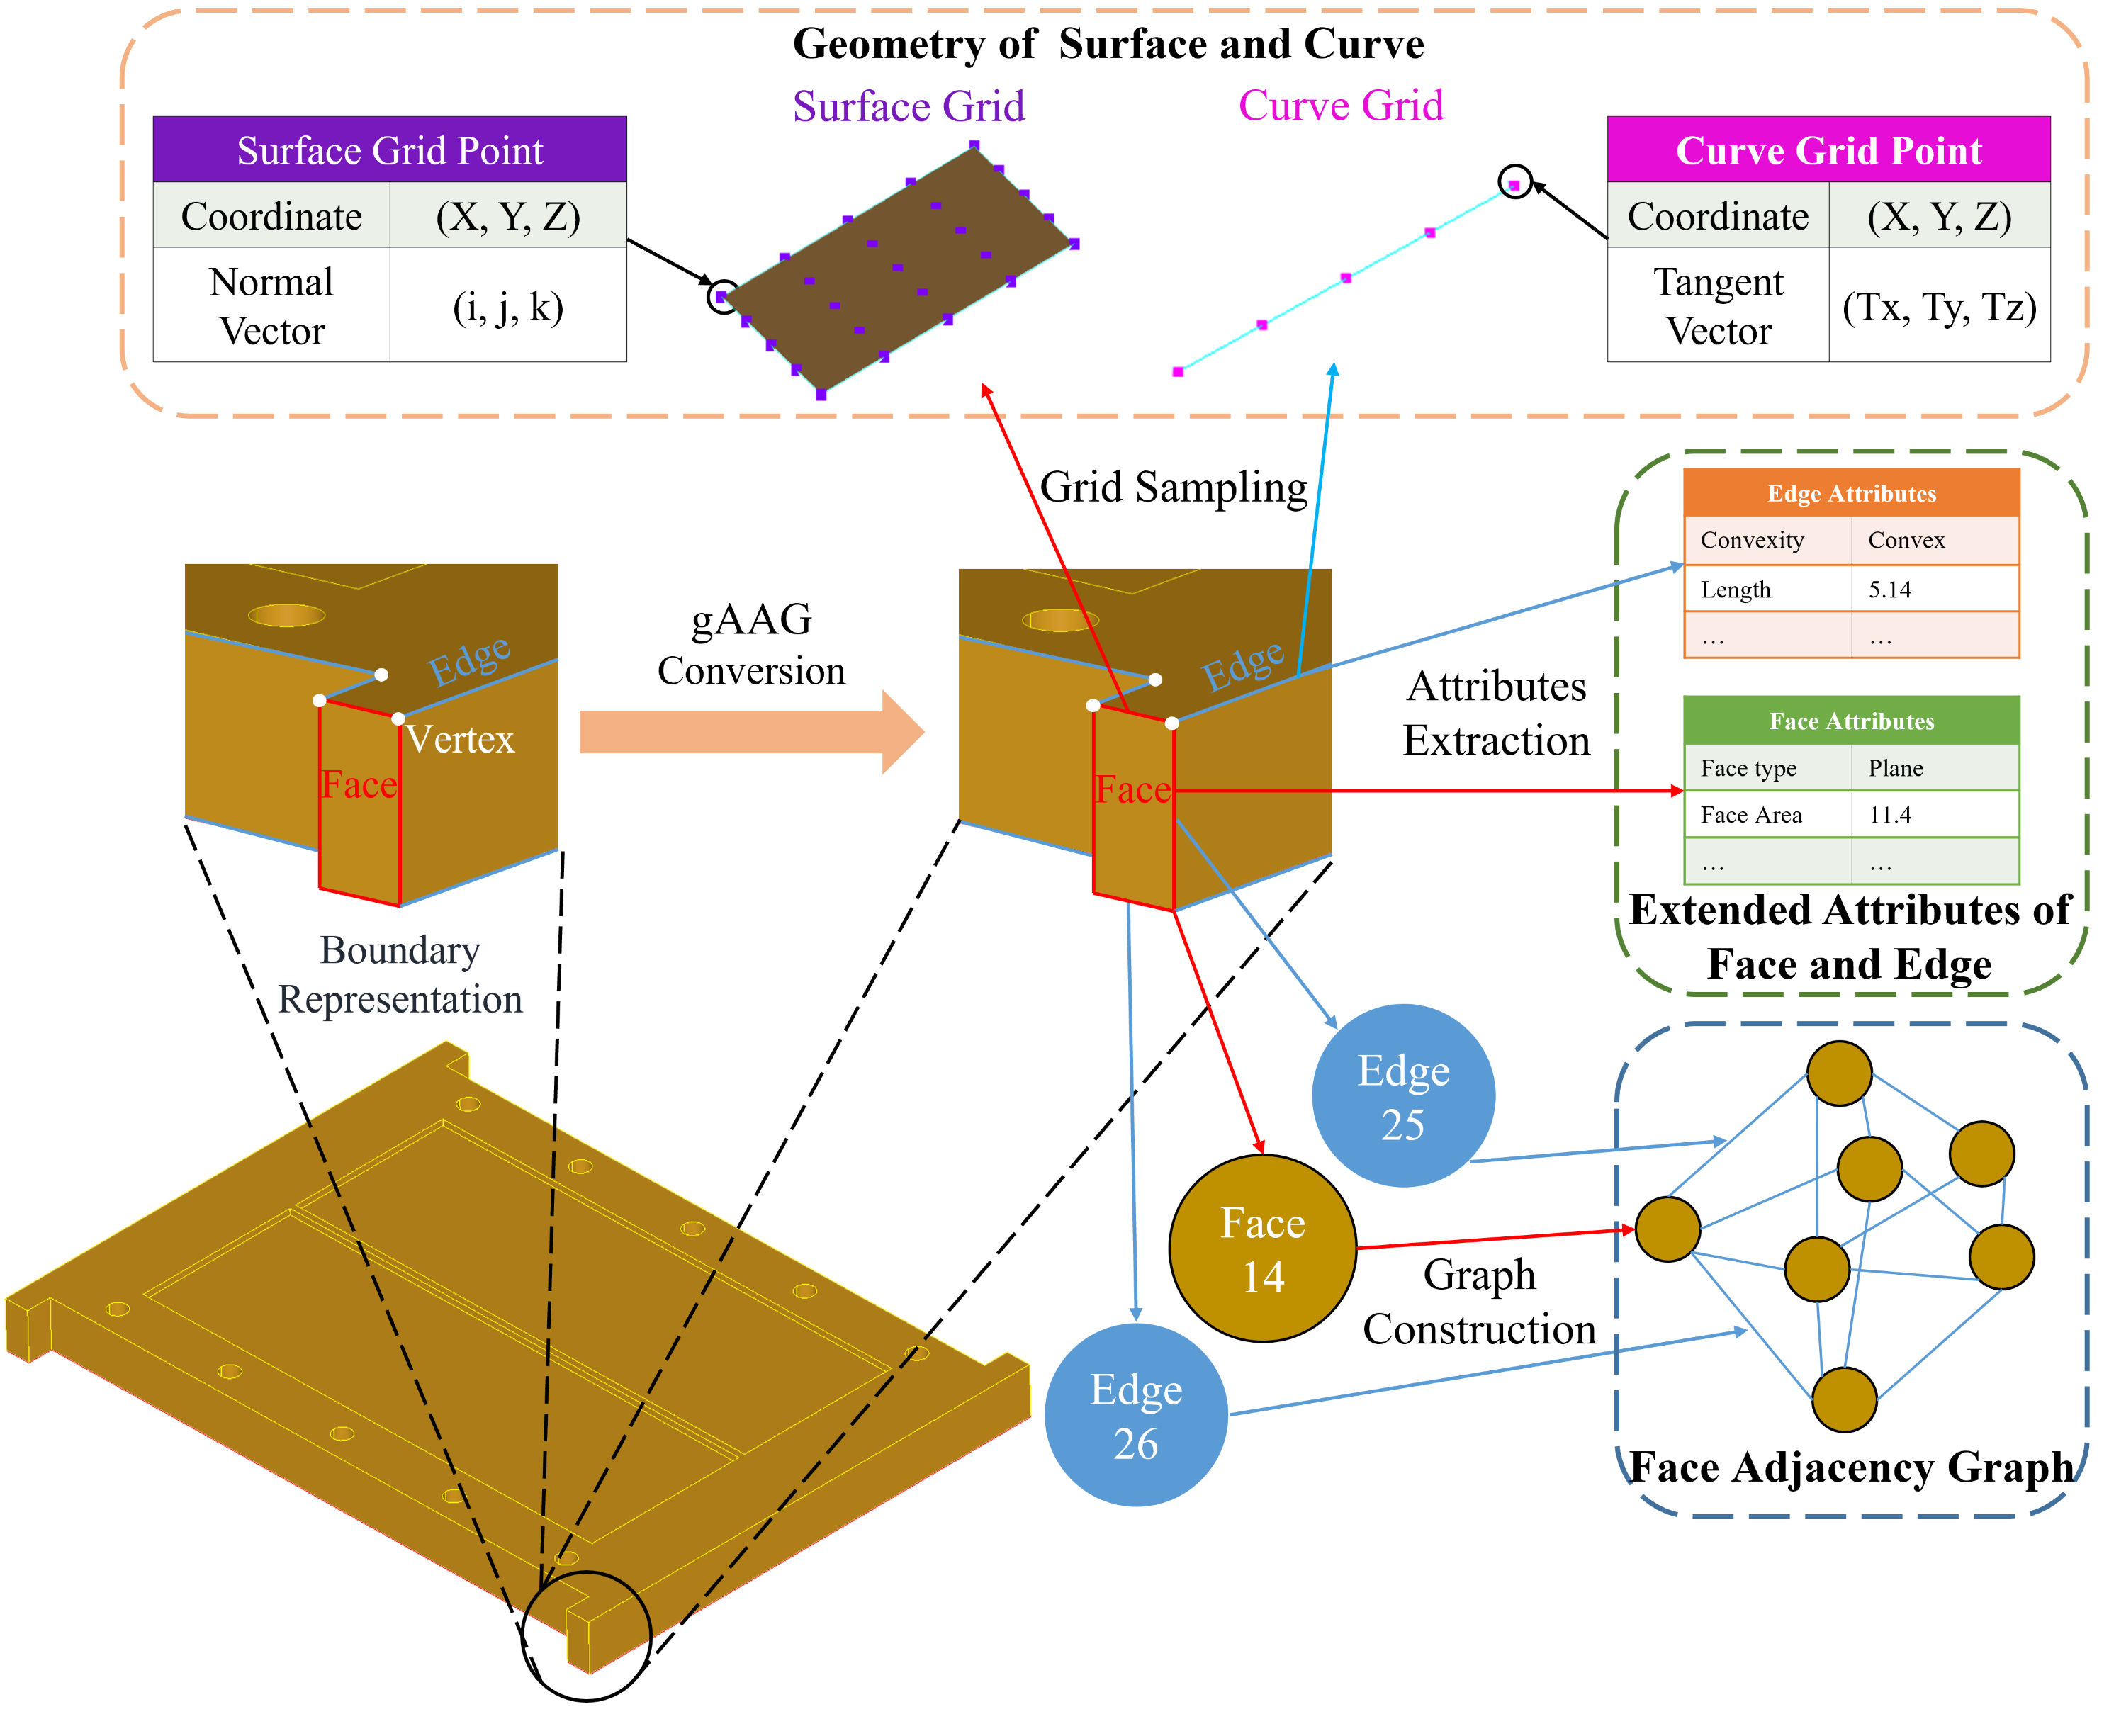 Geometry of Surface and Curve
Surface Grid
Curve Grid
Surface Grid Point
Coordinate (X, Y, Z)
Normal
Vector
(i, j, k)
Curve Grid Point
Coordinate (X, Y, Z)
Tangent
Vector
(Tx, Ty, Tz)
Grid Sampling
Edge Attributes
Convexity Convex
Length 5.14
... ...
Edge
Vertex
Face
gAAG
Conversion
Edge
Face
Attributes
Extraction
Face Attributes
Face type Plane
Face Area 11.4
... ...
Extended Attributes of
Face and Edge
Boundary
Representation
Edge
25
Face
14
Edge
26
Graph
Construction
Face Adjacency Graph